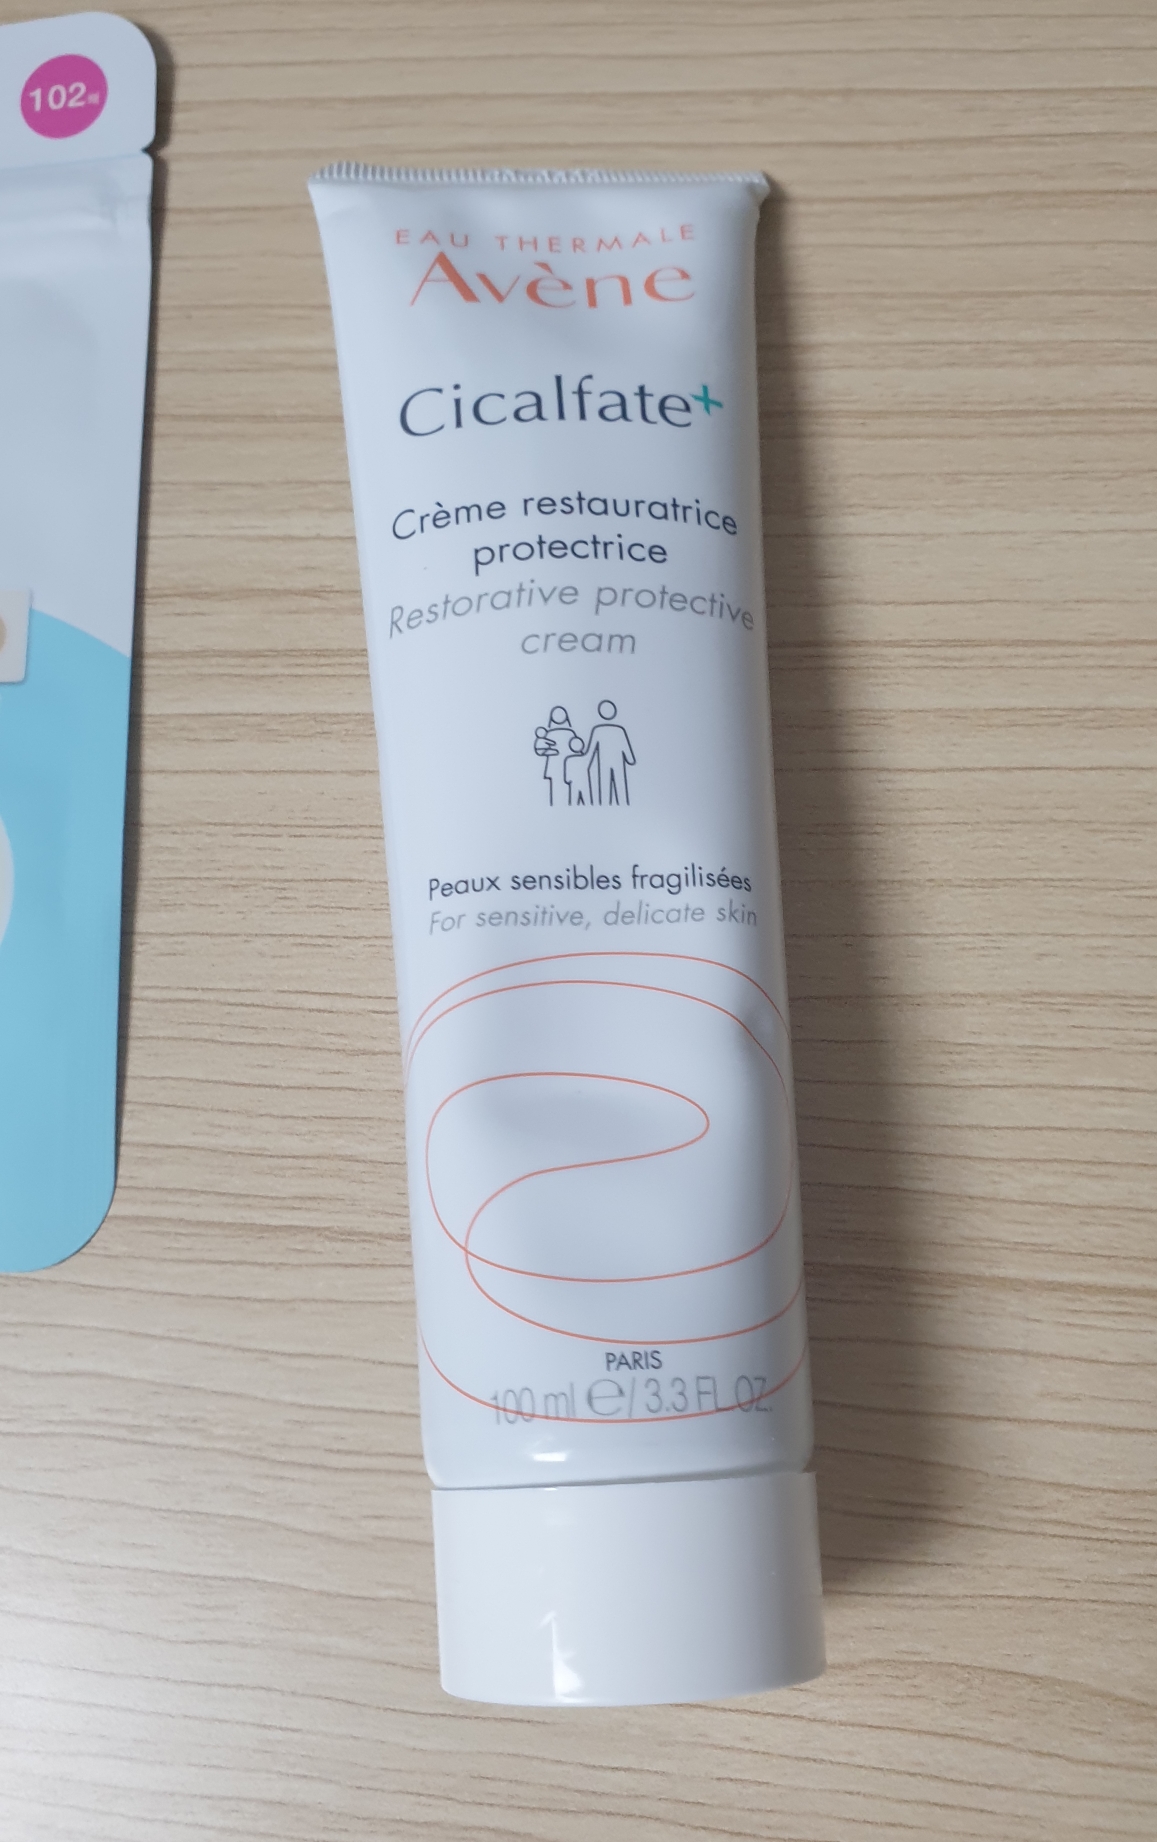 102
EAU THERMALE
Avène
Cicalfate+
Crème restauratrice
protectrice
Restorative protective
cream
Peaux sensibles fragilisées
For sensitive, delicate skin
PARIS
100 ml e / 3.3 FL.OZ.